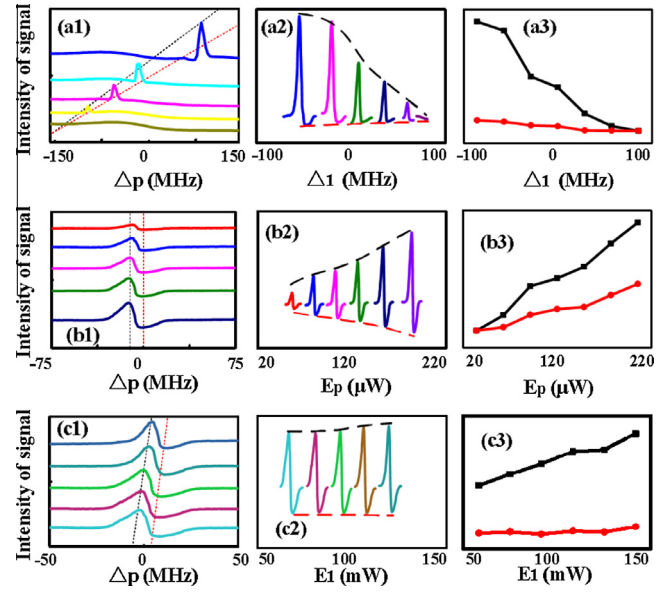 Intensity of signal
(a1)
-150 0 150
△p (MHz)
(a2)
-100 0 100
△1 (MHz)
(a3)
-100 0 100
△1 (MHz)
Intensity of signal
(b1)
-75 0 75
△p (MHz)
(b2)
20 120 220
Ep (μW)
(b3)
20 120 220
Ep (μW)
Intensity of signal
(c1)
-50 0 50
△p (MHz)
(c2)
50 100 150
E1 (mW)
(c3)
50 100 150
E1 (mW)